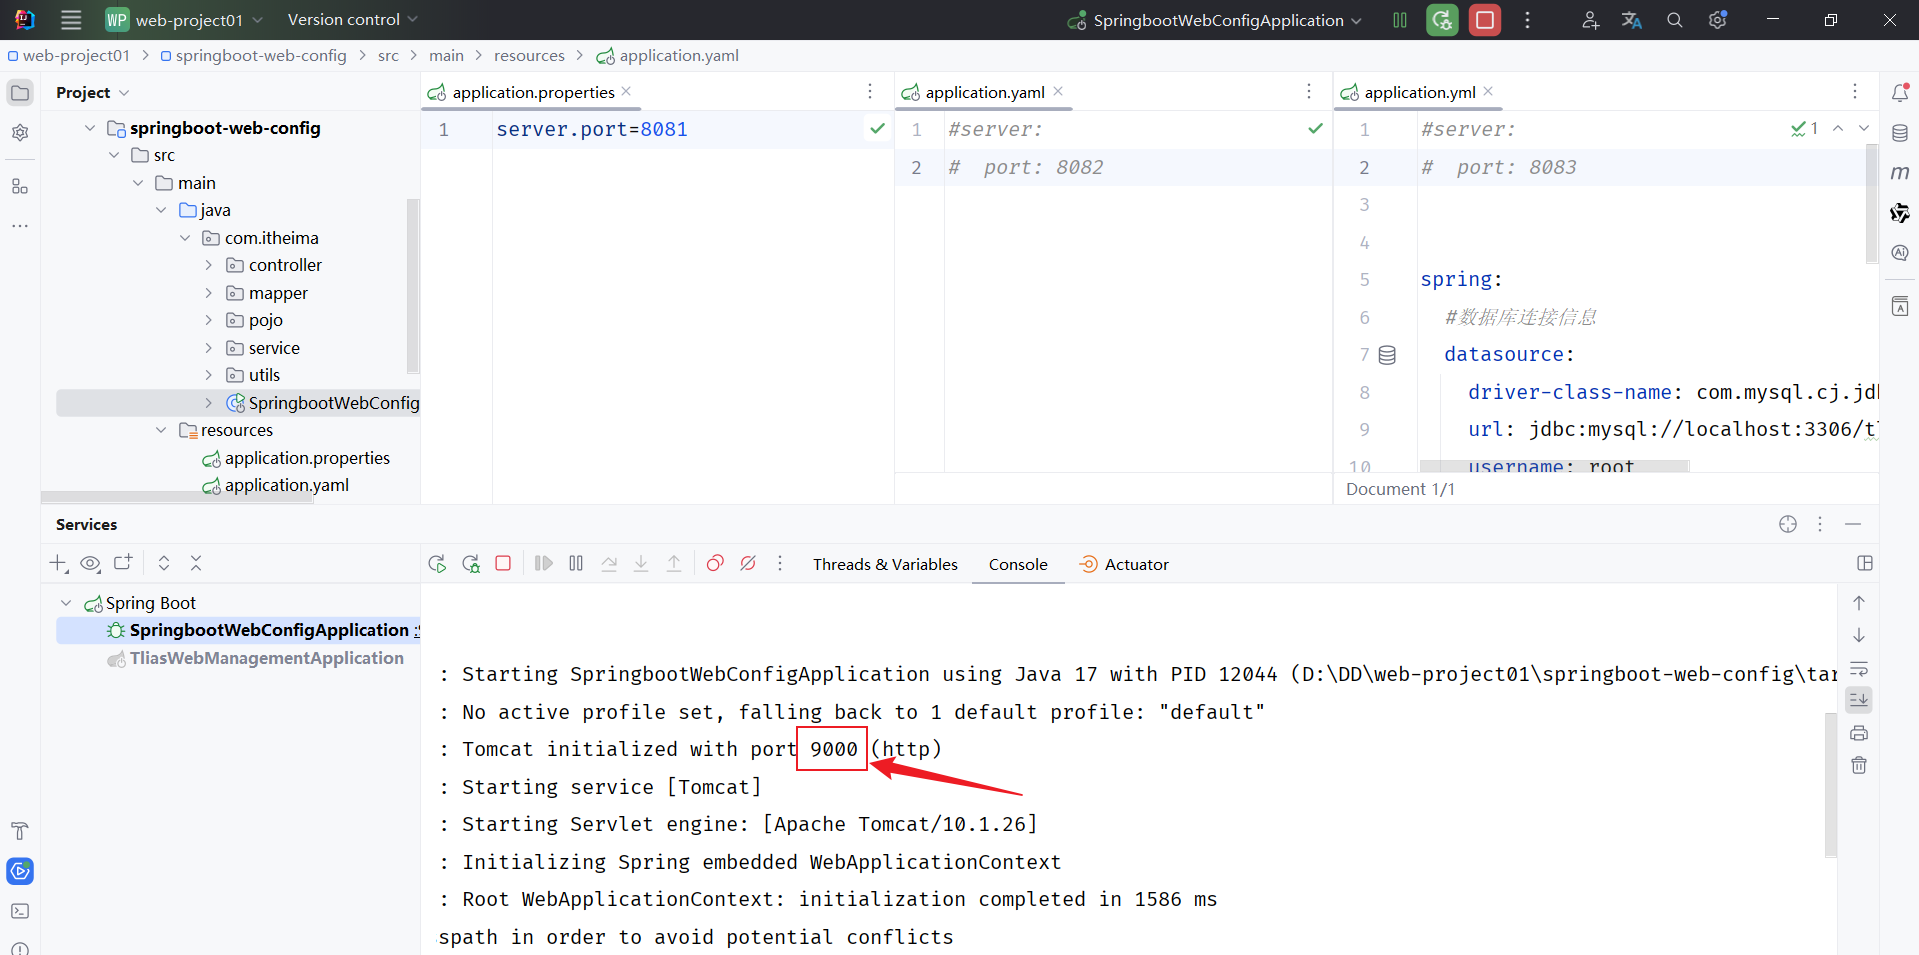 WP web-project01 Version control SpringbootWebConfigApplication
web-project01 > springboot-web-config > src > main > resources > application.yaml
Project
springboot-web-config
src
main
java
com.itheima
controller
mapper
pojo
service
utils
SpringbootWebConfig
resources
application.properties
application.yaml
application.properties
1 server.port=8081
application.yaml
1 #server:
2 #  port: 8082
application.yml
1
1 #server:
2 #  port: 8083
3
4
5 spring:
6   #数据库连接信息
7   datasource:
8     driver-class-name: com.mysql.cj.jd
9     url: jdbc:mysql://localhost:3306/tl
10     username: root
Document 1/1
Services
Threads & Variables Console Actuator
Spring Boot
SpringbootWebConfigApplication :
TliasWebManagementApplication
: Starting SpringbootWebConfigApplication using Java 17 with PID 12044 (D:\DD\web-project01\springboot-web-config\tar
: No active profile set, falling back to 1 default profile: "default"
: Tomcat initialized with port 9000 (http)
: Starting service [Tomcat]
: Starting Servlet engine: [Apache Tomcat/10.1.26]
: Initializing Spring embedded WebApplicationContext
: Root WebApplicationContext: initialization completed in 1586 ms
spath in order to avoid potential conflicts